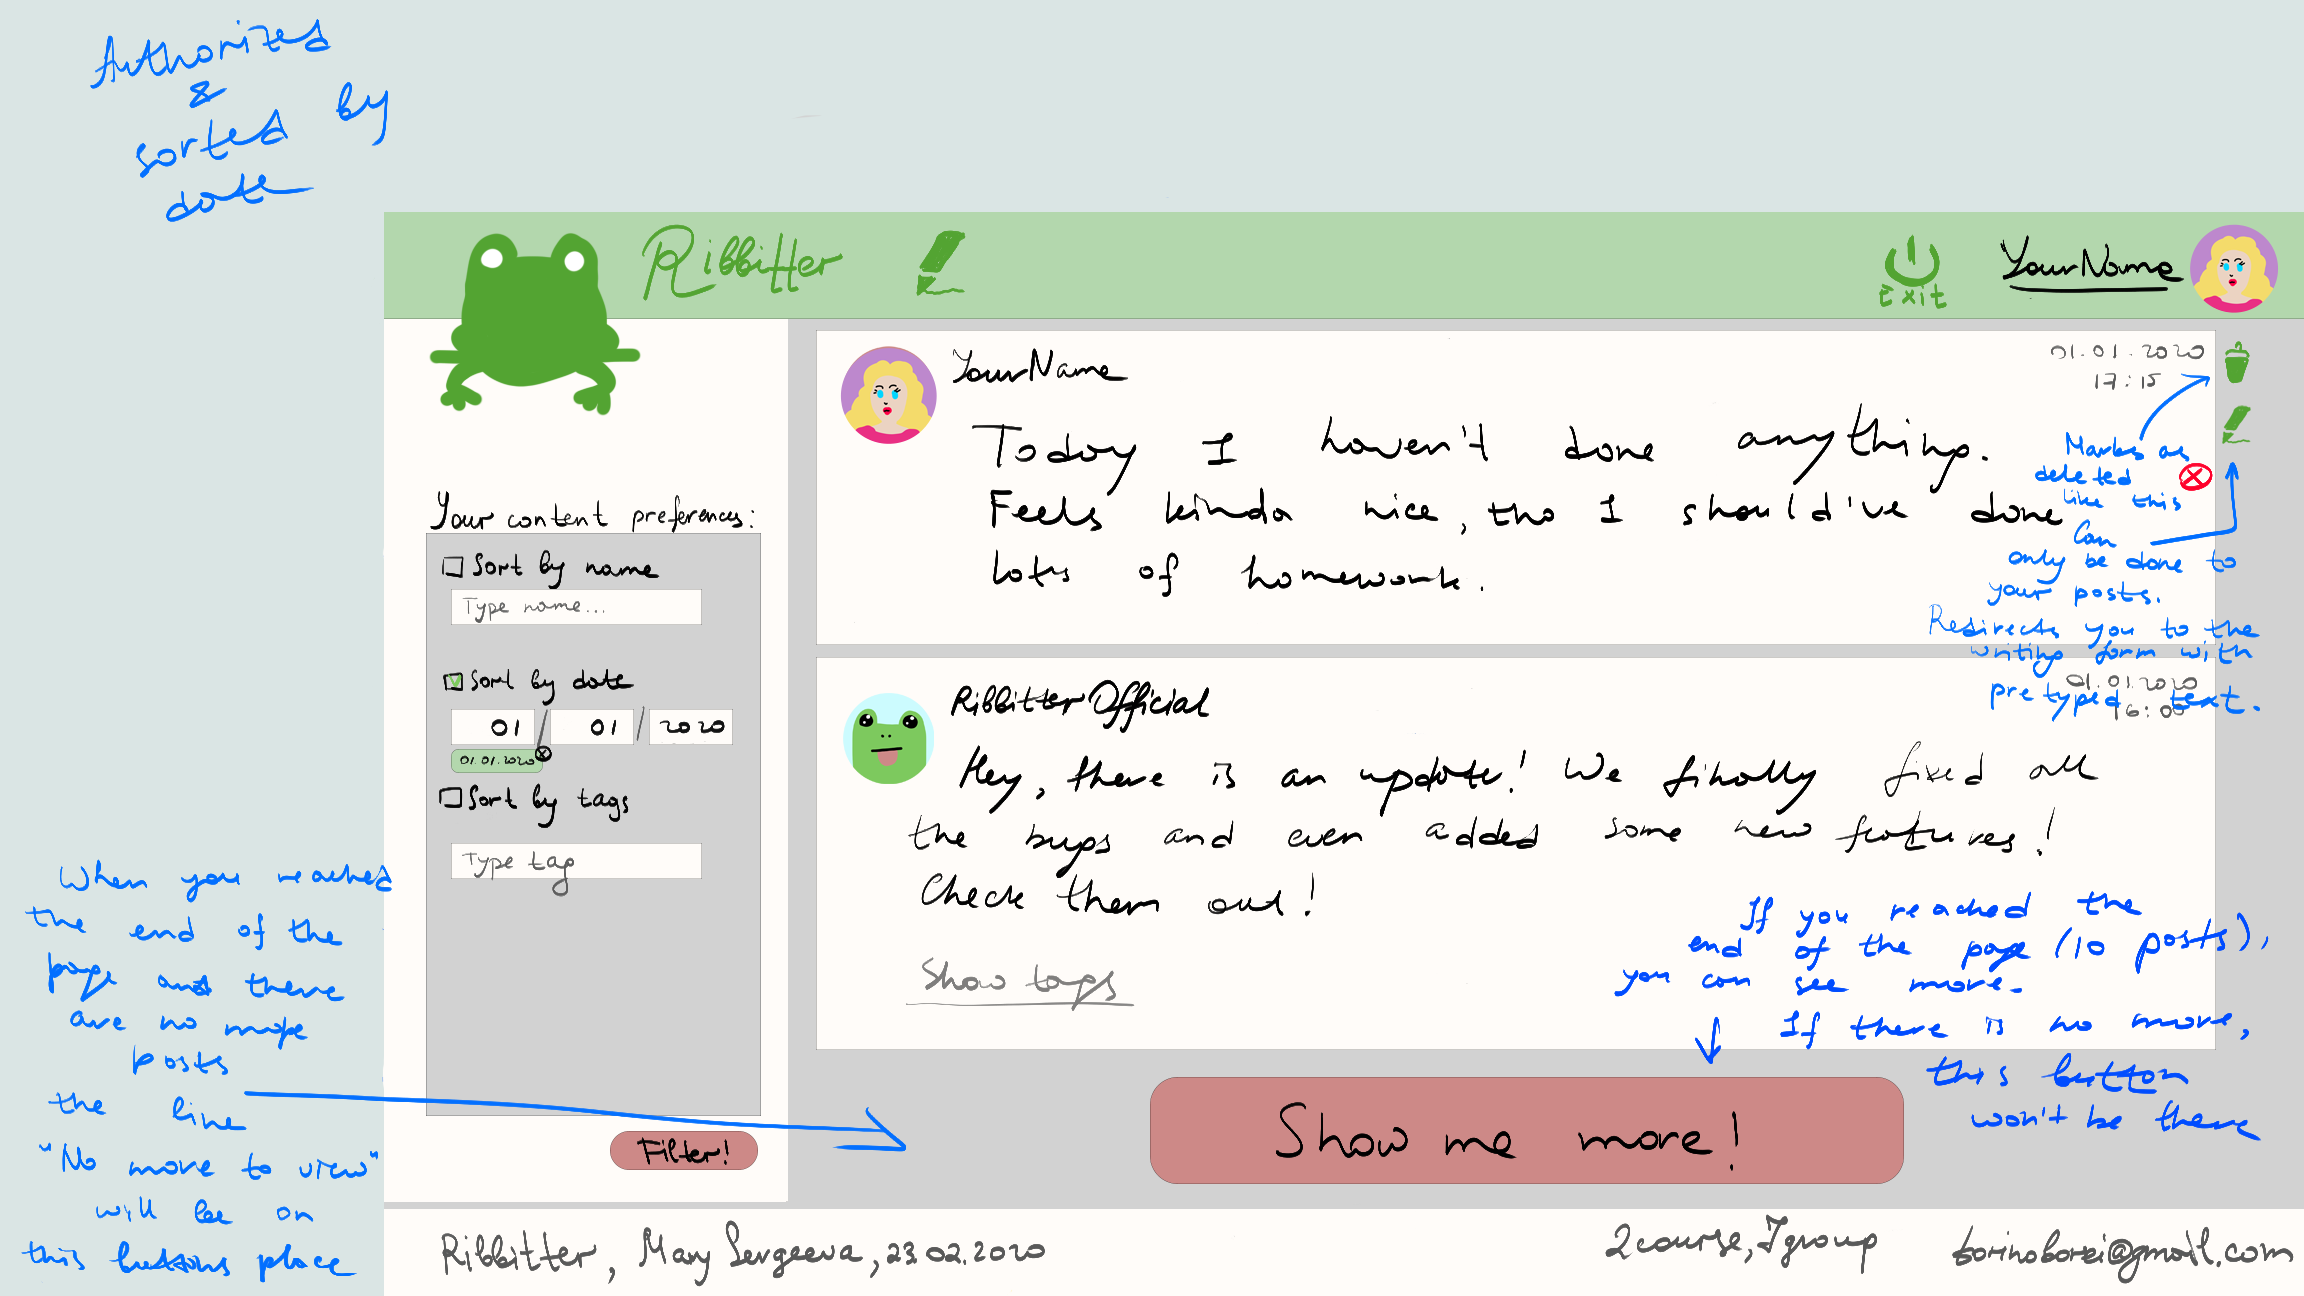 Authorized
&
sorted by
date
Ribbitter
Exit
YourName
Your content preferences:
Sort by name
Type name...
Sort by date
01 / 01 / 2020
01.01.2020
Sort by tags
Type tag
Filter!
YourName
01.01.2020
17:15
Today I haven't done anything.
Feels kinda nice, tho I should've done
lots of homework.
Marks as
deleted
like this
Can
only be done to
your posts.
Redirects you to the
writing form with
pretyped text.
Ribbitter Official
01.01.2020
16:00
Hey, there is an update! We finally fixed all
the bugs and even added some new features!
Check them out!
Show tags
If you reached the
end of the page (10 posts),
you can see more.
If there is no more,
this button
won't be there
Show me more!
When you reached
the end of the
page and there
are no more
posts
the line
"No more to view"
will be on
this buttons place
Ribbitter, Mary Sergeeva, 23.02.2020
2course, 7group
@gmail.com